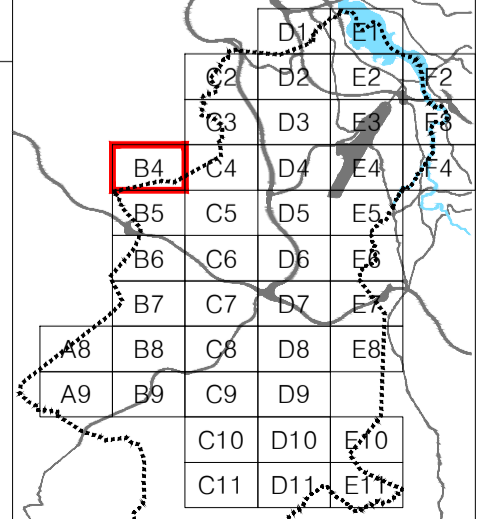 D1 E1
C2 D2 E2 F2
C3 D3 E3 F3
B4 C4 D4 E4 F4
B5 C5 D5 E5
B6 C6 D6 E6
B7 C7 D7 E7
A8 B8 C8 D8 E8
A9 B9 C9 D9
C10 D10 E10
C11 D11 E11